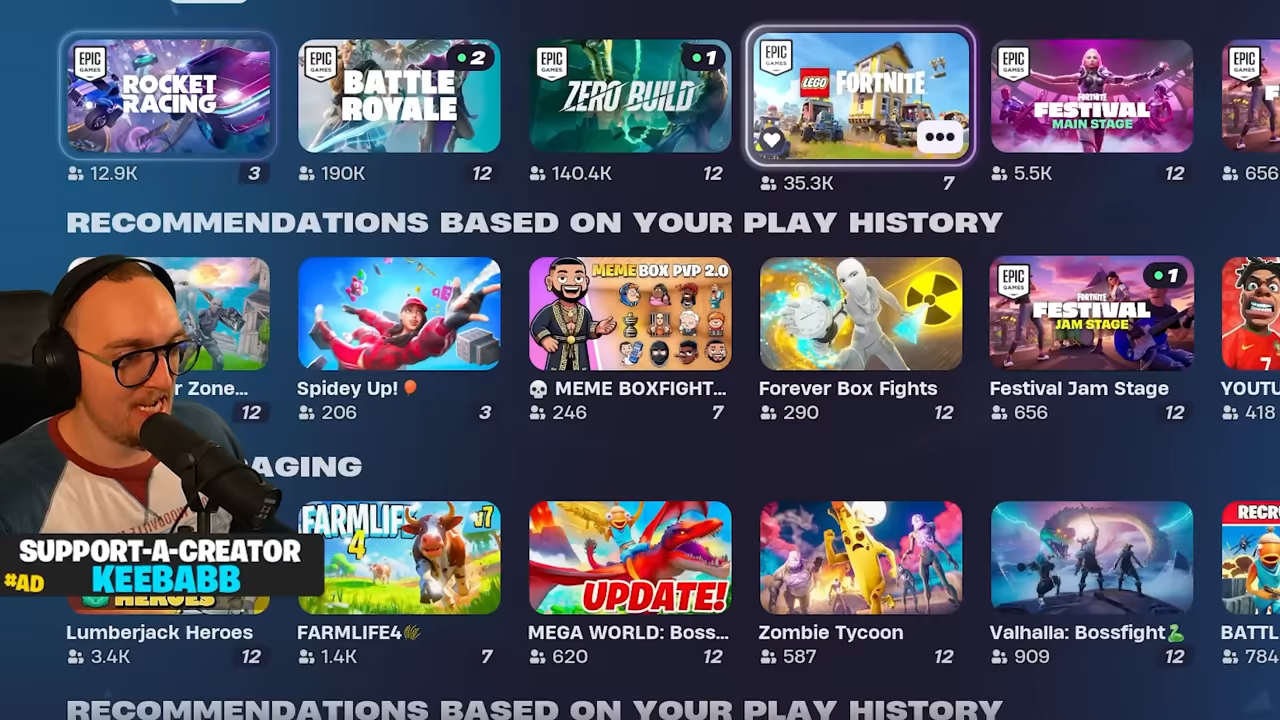 EPIC GAMES
ROCKET RACING
12.9K
3
EPIC GAMES
2
BATTLE ROYALE
190K
12
EPIC GAMES
1
ZERO BUILD
140.4K
12
EPIC GAMES
LEGO FORTNITE
35.3K
7
EPIC GAMES
FORTNITE
FESTIVAL
MAIN STAGE
5.5K
12
EPIC GAMES
656
RECOMMENDATIONS BASED ON YOUR PLAY HISTORY
r Zone...
12
Spidey Up!
206
3
MEME BOX PVP 2.0
MEME BOXFIGHT...
246
7
Forever Box Fights
290
12
EPIC GAMES
1
FORTNITE
FESTIVAL
JAM STAGE
Festival Jam Stage
656
12
7
YOUTU
418
AGING
HEROES
Lumberjack Heroes
3.4K
12
FARMLIFE
4
v7
FARMLIFE4
1.4K
7
UPDATE!
MEGA WORLD: Boss...
620
12
Zombie Tycoon
587
12
Valhalla: Bossfight
909
12
RECR
BATTL
784
SUPPORT-A-CREATOR
#AD
KEEBABB
RECOMMENDATIONS BASED ON YOUR PLAY HISTORY